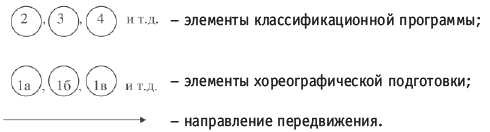 2, 3, 4 и т.д. – элементы классификационной программы;
1а, 1б, 1в и т.д. – элементы хореографической подготовки;
– направление передвижения.